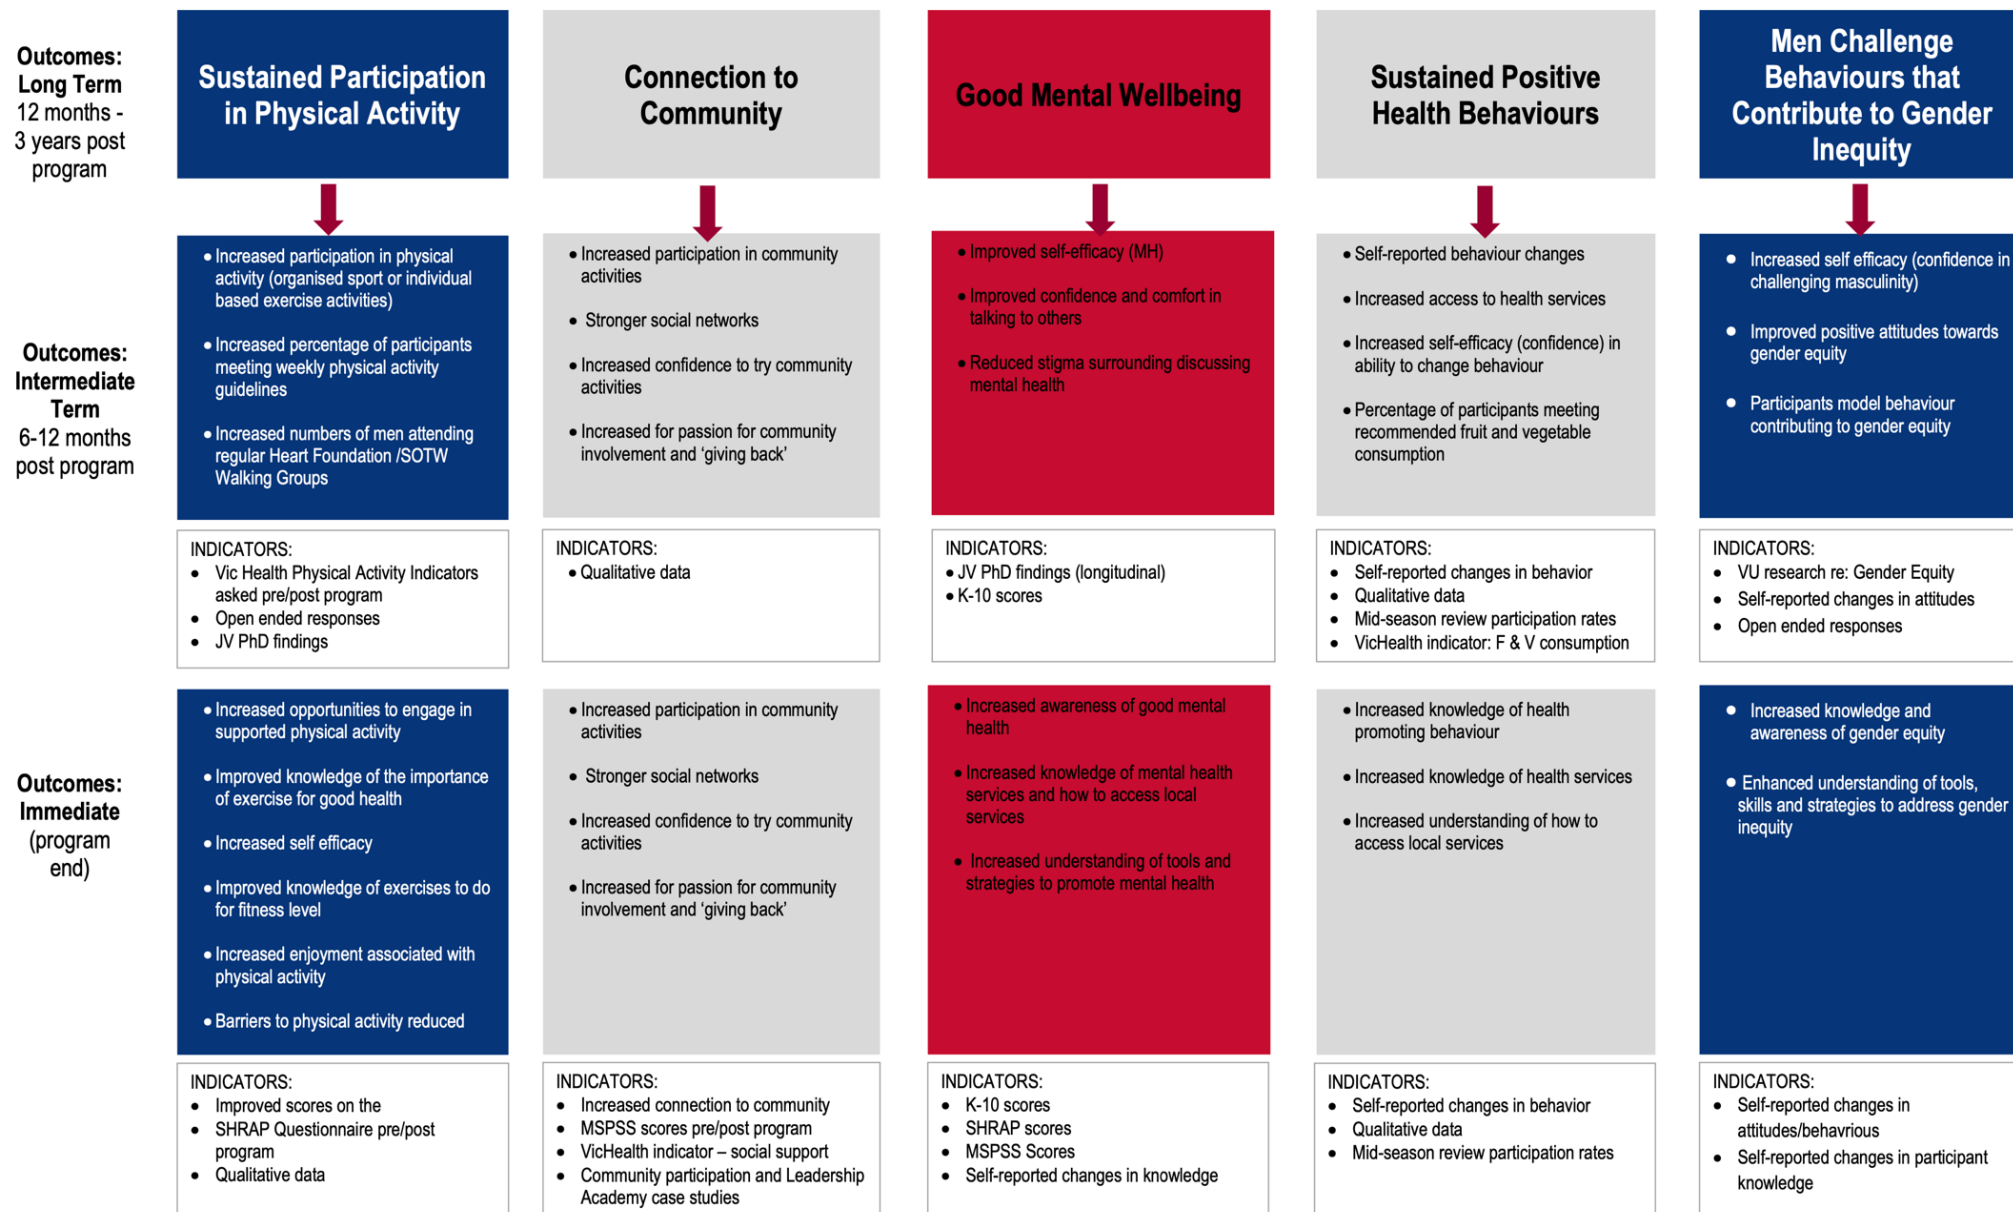 Outcomes:
Long Term
12 months -
3 years post
program
Sustained Participation
in Physical Activity
Connection to
Community
Good Mental Wellbeing
Sustained Positive
Health Behaviours
Men Challenge
Behaviours that
Contribute to Gender
Inequity
Outcomes:
Intermediate
Term
6-12 months
post program
• Increased participation in physical
activity (organised sport or individual
based exercise activities)
• Increased percentage of participants
meeting weekly physical activity
guidelines
• Increased numbers of men attending
regular Heart Foundation /SOTW
Walking Groups
• Increased participation in community
activities
• Stronger social networks
• Increased confidence to try community
activities
• Increased for passion for community
involvement and ‘giving back’
• Improved self-efficacy (MH)
• Improved confidence and comfort in
talking to others
• Reduced stigma surrounding discussing
mental health
• Self-reported behaviour changes
• Increased access to health services
• Increased self-efficacy (confidence) in
ability to change behaviour
• Percentage of participants meeting
recommended fruit and vegetable
consumption
• Increased self efficacy (confidence in
challenging masculinity)
• Improved positive attitudes towards
gender equity
• Participants model behaviour
contributing to gender equity
INDICATORS:
• Vic Health Physical Activity Indicators
asked pre/post program
• Open ended responses
• JV PhD findings
INDICATORS:
• Qualitative data
INDICATORS:
• JV PhD findings (longitudinal)
• K-10 scores
INDICATORS:
• Self-reported changes in behavior
• Qualitative data
• Mid-season review participation rates
• VicHealth indicator: F & V consumption
INDICATORS:
• VU research re: Gender Equity
• Self-reported changes in attitudes
• Open ended responses
Outcomes:
Immediate
(program
end)
• Increased opportunities to engage in
supported physical activity
• Improved knowledge of the importance
of exercise for good health
• Increased self efficacy
• Improved knowledge of exercises to do
for fitness level
• Increased enjoyment associated with
physical activity
• Barriers to physical activity reduced
• Increased participation in community
activities
• Stronger social networks
• Increased confidence to try community
activities
• Increased for passion for community
involvement and ‘giving back’
• Increased awareness of good mental
health
• Increased knowledge of mental health
services and how to access local
services
• Increased understanding of tools and
strategies to promote mental health
• Increased knowledge of health
promoting behaviour
• Increased knowledge of health services
• Increased understanding of how to
access local services
• Increased knowledge and
awareness of gender equity
• Enhanced understanding of tools,
skills and strategies to address gender
inequity
INDICATORS:
• Improved scores on the
• SHRAP Questionnaire pre/post
program
• Qualitative data
INDICATORS:
• Increased connection to community
• MSPSS scores pre/post program
• VicHealth indicator – social support
• Community participation and Leadership
Academy case studies
INDICATORS:
• K-10 scores
• SHRAP scores
• MSPSS Scores
• Self-reported changes in knowledge
INDICATORS:
• Self-reported changes in behavior
• Qualitative data
• Mid-season review participation rates
INDICATORS:
• Self-reported changes in
attitudes/behavrious
• Self-reported changes in participant
knowledge